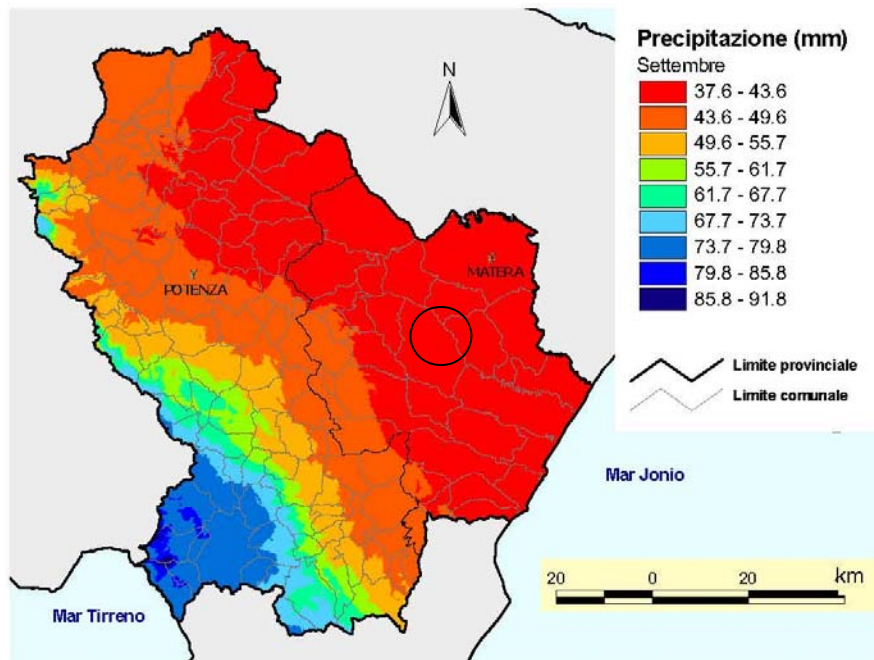 Precipitazione (mm)
Settembre
37.6 - 43.6
43.6 - 49.6
49.6 - 55.7
55.7 - 61.7
61.7 - 67.7
67.7 - 73.7
73.7 - 79.8
79.8 - 85.8
85.8 - 91.8
Limite provinciale
Limite comunale
N
MATERA
POTENZA
Mar Jonio
Mar Tirreno
20 0 20 km